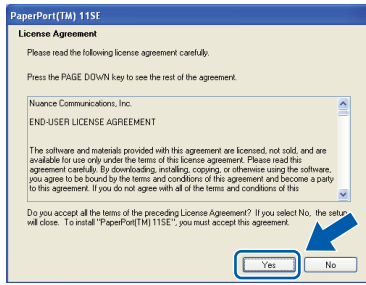 PaperPort(TM) 11SE
License Agreement
Please read the following license agreement carefully.
Press the PAGE DOWN key to see the rest of the agreement.
Nuance Communications, Inc.
END-USER LICENSE AGREEMENT
The software and materials provided with this agreement are licensed, not sold, and are
available for use only under the terms of this license agreement. Please read this
agreement carefully. By downloading, installing, copying, or otherwise using the software,
you agree to be bound by the terms and conditions of this agreement and become a party
to this agreement. If you do not agree with all of the terms and conditions of this
Do you accept all the terms of the preceding License Agreement? If you select No, the setup
will close. To install "PaperPort(TM) 11SE", you must accept this agreement.
Yes
No